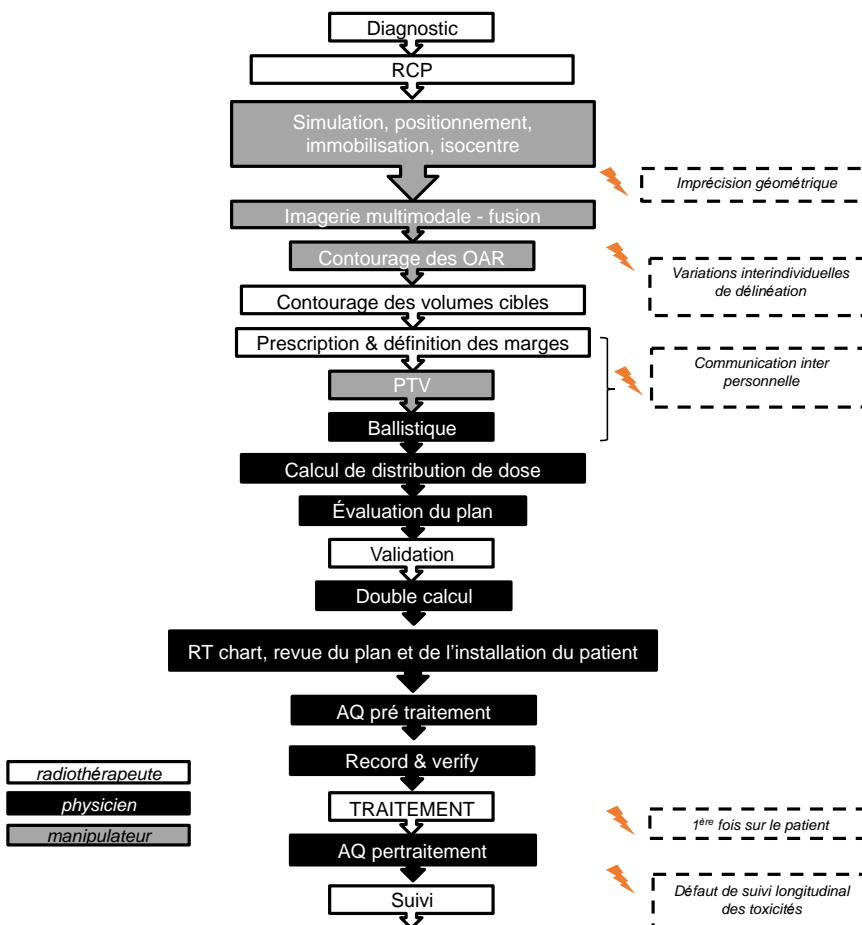 Diagnostic
RCP
Simulation, positionnement,
immobilisation, isocentre
Imprécision géométrique
Imagerie multimodale - fusion
Contourage des OAR
Variations interindividuelles
de délinéation
Contourage des volumes cibles
Prescription & définition des marges
Communication inter
personnelle
PTV
Ballistique
Calcul de distribution de dose
Évaluation du plan
Validation
Double calcul
RT chart, revue du plan et de l'installation du patient
AQ pré traitement
Record & verify
radiothérapeute
physicien
manipulateur
TRAITEMENT
1ère fois sur le patient
AQ pertraitement
Suivi
Défaut de suivi longitudinal
des toxicités